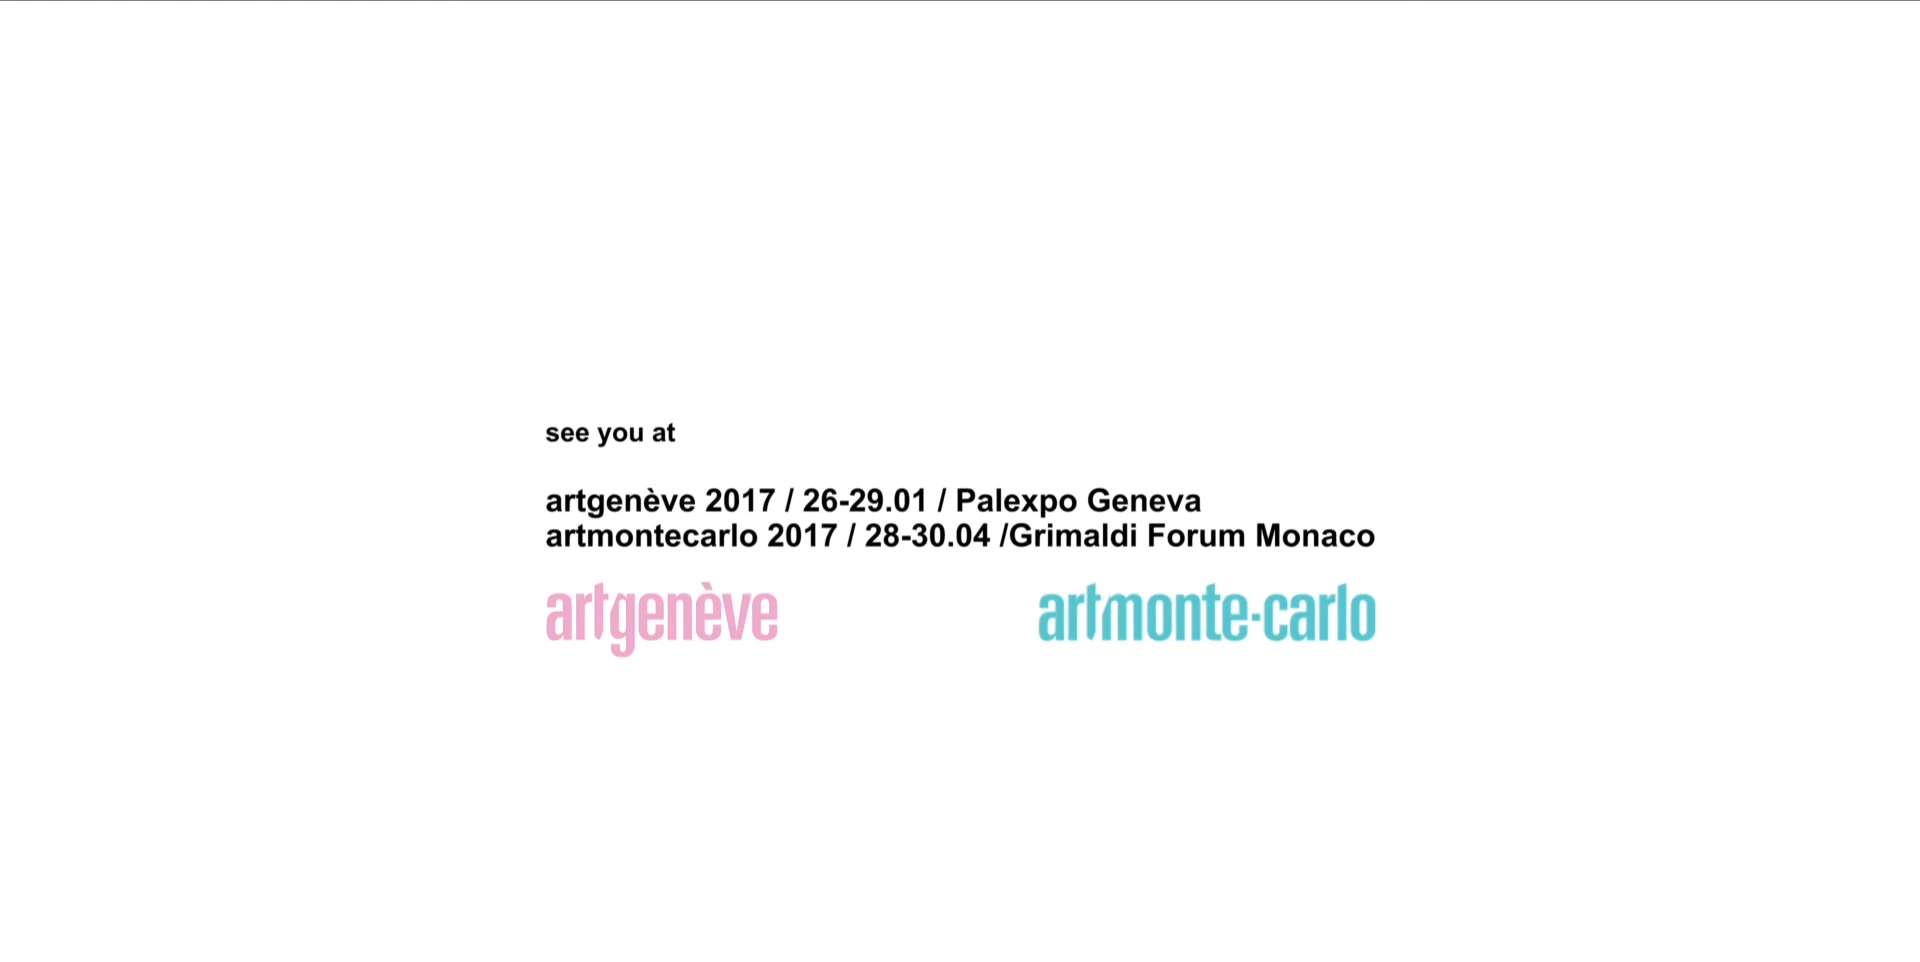 see you at
artgenève 2017 / 26-29.01 / Palexpo Geneva
artmontecarlo 2017 / 28-30.04 /Grimaldi Forum Monaco
artgenève
artmonte-carlo